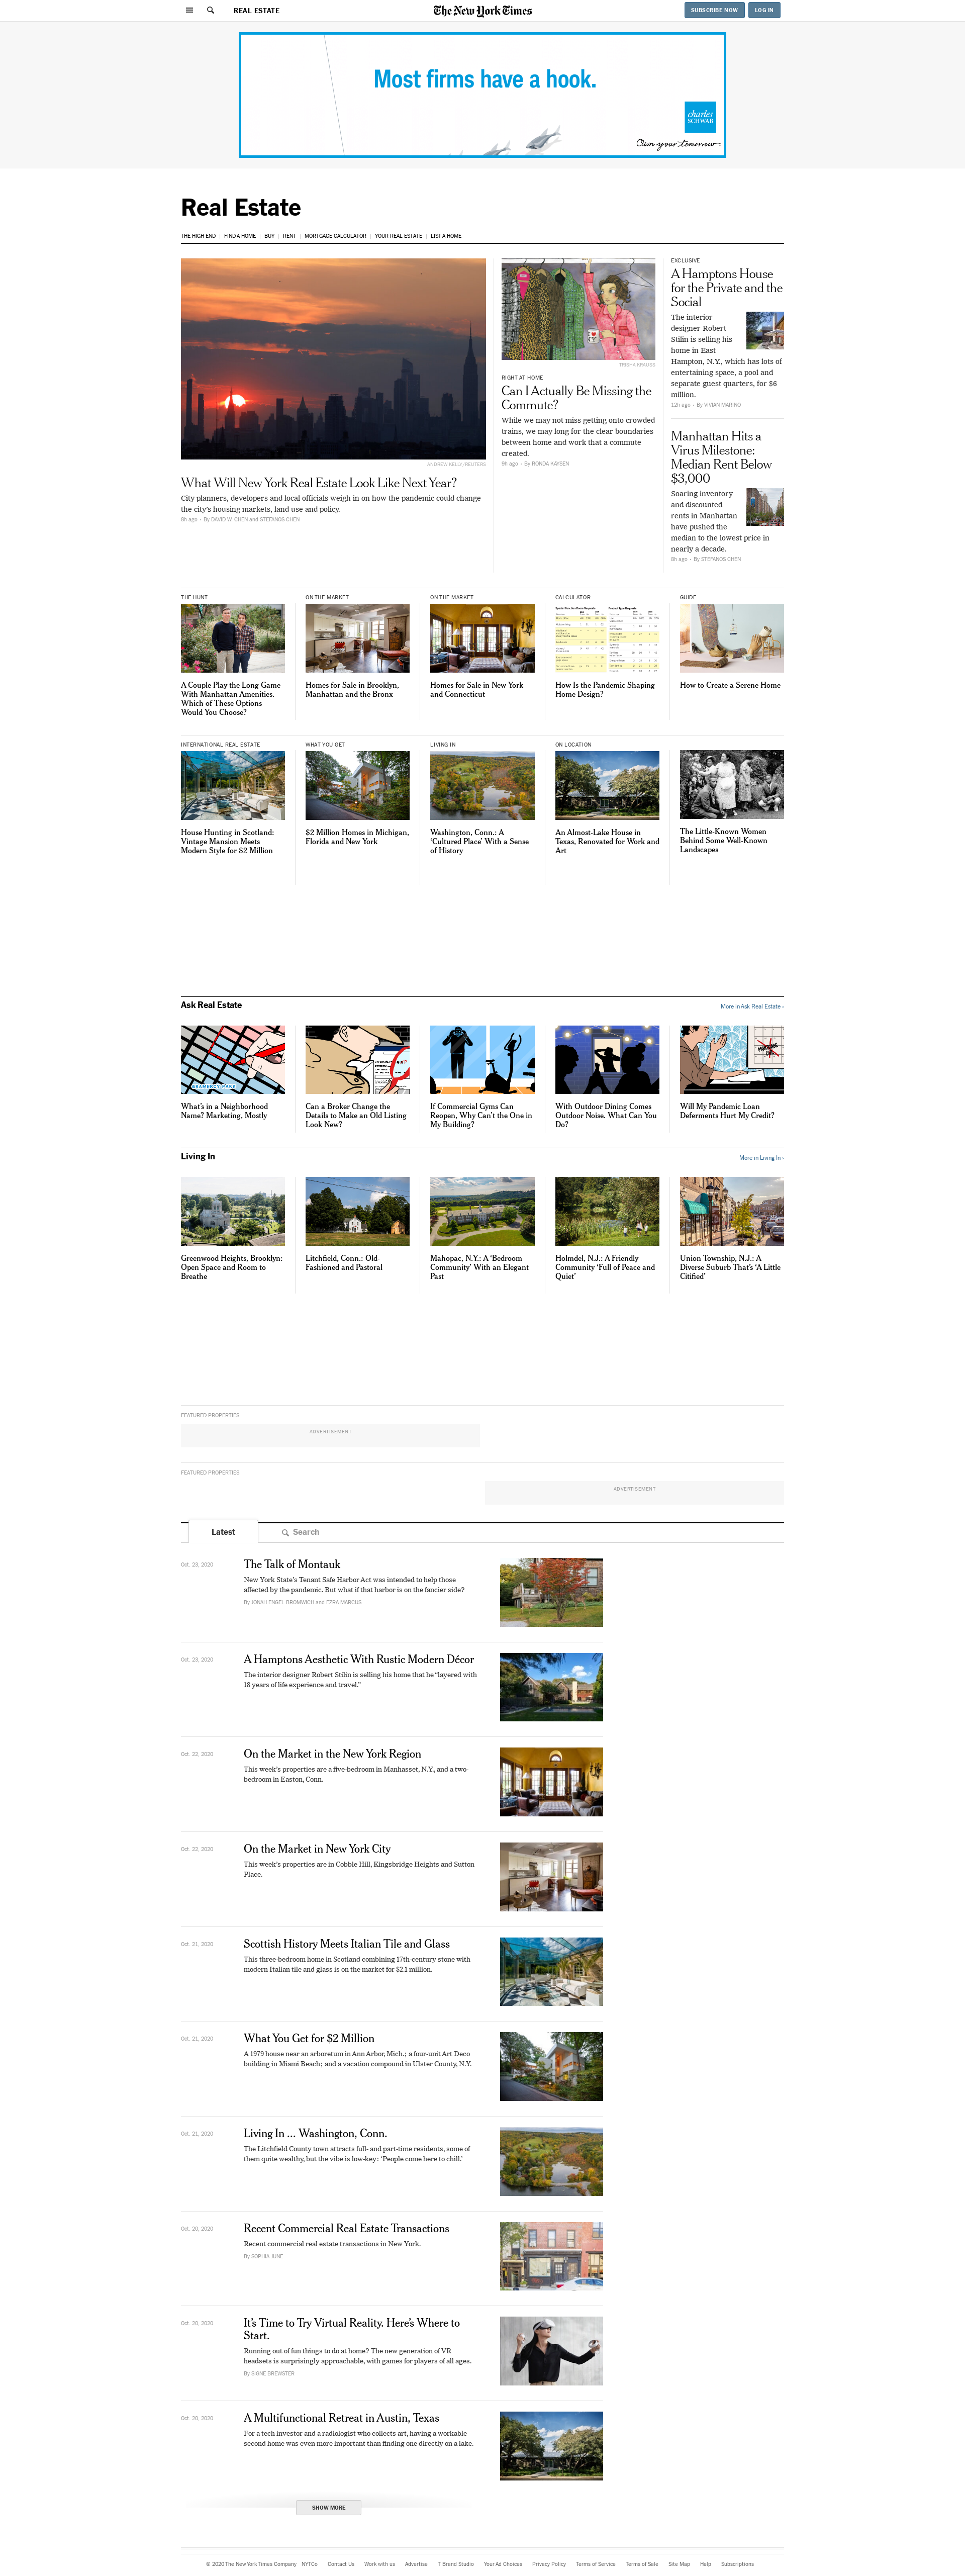 REAL ESTATE
The New York Times
SUBSCRIBE NOW
LOG IN
Most firms have a hook.
charles
SCHWAB
Own your tomorrow
Real Estate
THE HIGH END
FIND A HOME
BUY
RENT
MORTGAGE CALCULATOR
YOUR REAL ESTATE
LIST A HOME
ANDREW KELLY/REUTERS
What Will New York Real Estate Look Like Next Year?
City planners, developers and local officials weigh in on how the pandemic could change
the city's housing markets, land use and policy.
8h ago · By DAVID W. CHEN and STEFANOS CHEN
TRISHA KRAUSS
RIGHT AT HOME
Can I Actually Be Missing the
Commute?
While we may not miss getting onto crowded
trains, we may long for the clear boundaries
between home and work that a commute
created.
9h ago · By RONDA KAYSEN
EXCLUSIVE
A Hamptons House
for the Private and the
Social
The interior
designer Robert
Stilin is selling his
home in East
Hampton, N.Y., which has lots of
entertaining space, a pool and
separate guest quarters, for $6
million.
12h ago · By VIVIAN MARINO
Manhattan Hits a
Virus Milestone:
Median Rent Below
$3,000
Soaring inventory
and discounted
rents in Manhattan
have pushed the
median to the lowest price in
nearly a decade.
8h ago · By STEFANOS CHEN
THE HUNT
A Couple Play the Long Game
With Manhattan Amenities.
Which of These Options
Would You Choose?
ON THE MARKET
Homes for Sale in Brooklyn,
Manhattan and the Bronx
ON THE MARKET
Homes for Sale in New York
and Connecticut
CALCULATOR
How Is the Pandemic Shaping
Home Design?
GUIDE
How to Create a Serene Home
INTERNATIONAL REAL ESTATE
House Hunting in Scotland:
Vintage Mansion Meets
Modern Style for $2 Million
WHAT YOU GET
$2 Million Homes in Michigan,
Florida and New York
LIVING IN
Washington, Conn.: A
‘Cultured Place’ With a Sense
of History
ON LOCATION
An Almost-Lake House in
Texas, Renovated for Work and
Art
The Little-Known Women
Behind Some Well-Known
Landscapes
Ask Real Estate
More in Ask Real Estate »
GRAMERCY PARK
What's in a Neighborhood
Name? Marketing, Mostly
Can a Broker Change the
Details to Make an Old Listing
Look New?
If Commercial Gyms Can
Reopen, Why Can't the One in
My Building?
With Outdoor Dining Comes
Outdoor Noise. What Can You
Do?
Will My Pandemic Loan
Deferments Hurt My Credit?
Living In
More in Living In »
Greenwood Heights, Brooklyn:
Open Space and Room to
Breathe
Litchfield, Conn.: Old-
Fashioned and Pastoral
Mahopac, N.Y.: A ‘Bedroom
Community’ With an Elegant
Past
Holmdel, N.J.: A Friendly
Community ‘Full of Peace and
Quiet’
Union Township, N.J.: A
Diverse Suburb That's ‘A Little
Citified’
FEATURED PROPERTIES
ADVERTISEMENT
FEATURED PROPERTIES
ADVERTISEMENT
Latest
Search
Oct. 23, 2020
The Talk of Montauk
New York State's Tenant Safe Harbor Act was intended to help those
affected by the pandemic. But what if that harbor is on the fancier side?
By JONAH ENGEL BROMWICH and EZRA MARCUS
Oct. 23, 2020
A Hamptons Aesthetic With Rustic Modern Décor
The interior designer Robert Stilin is selling his home that he “layered with
18 years of life experience and travel.”
Oct. 22, 2020
On the Market in the New York Region
This week's properties are a five-bedroom in Manhasset, N.Y., and a two-
bedroom in Easton, Conn.
Oct. 22, 2020
On the Market in New York City
This week's properties are in Cobble Hill, Kingsbridge Heights and Sutton
Place.
Oct. 21, 2020
Scottish History Meets Italian Tile and Glass
This three-bedroom home in Scotland combining 17th-century stone with
modern Italian tile and glass is on the market for $2.1 million.
Oct. 21, 2020
What You Get for $2 Million
A 1979 house near an arboretum in Ann Arbor, Mich.; a four-unit Art Deco
building in Miami Beach; and a vacation compound in Ulster County, N.Y.
Oct. 21, 2020
Living In ... Washington, Conn.
The Litchfield County town attracts full- and part-time residents, some of
them quite wealthy, but the vibe is low-key: ‘People come here to chill.’
Oct. 20, 2020
Recent Commercial Real Estate Transactions
Recent commercial real estate transactions in New York.
By SOPHIA JUNE
Oct. 20, 2020
It's Time to Try Virtual Reality. Here's Where to
Start.
Running out of fun things to do at home? The new generation of VR
headsets is surprisingly approachable, with games for players of all ages.
By SIGNE BREWSTER
Oct. 20, 2020
A Multifunctional Retreat in Austin, Texas
For a tech investor and a radiologist who collects art, having a workable
second home was even more important than finding one directly on a lake.
SHOW MORE
© 2020 The New York Times Company
NYTCo
Contact Us
Work with us
Advertise
T Brand Studio
Your Ad Choices
Privacy Policy
Terms of Service
Terms of Sale
Site Map
Help
Subscriptions